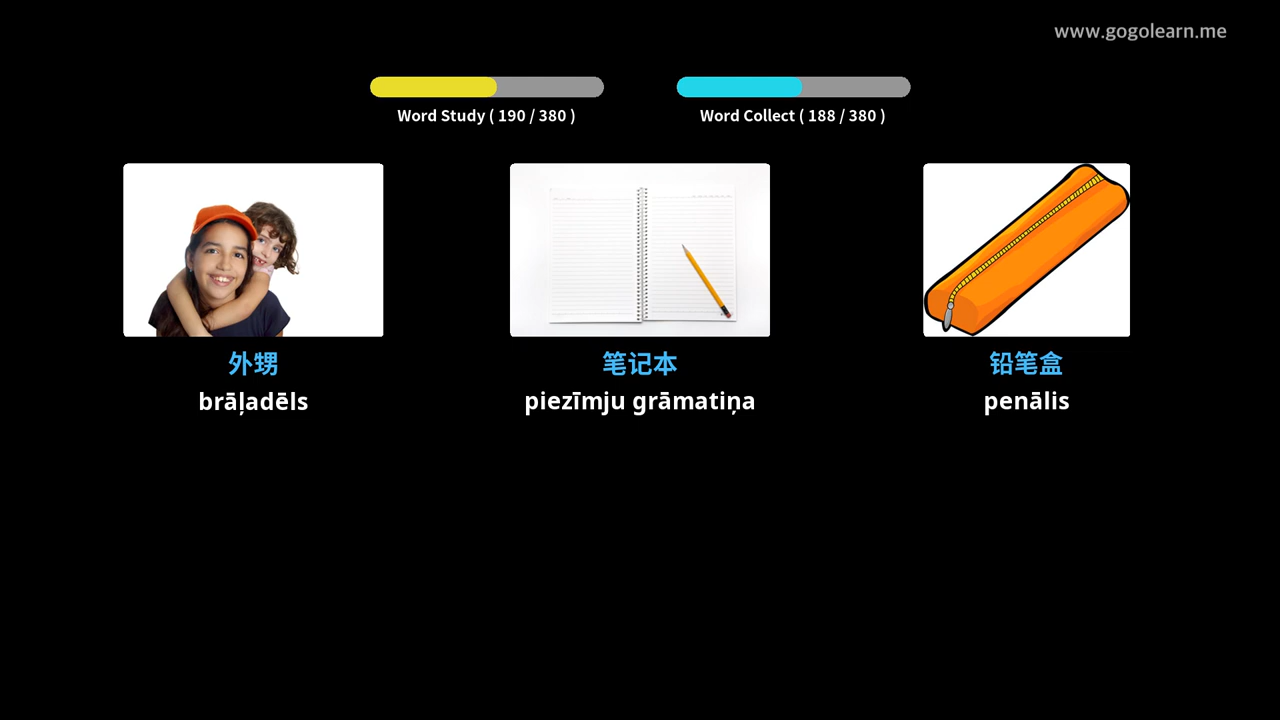 www.gogolearn.me
Word Study ( 190 / 380 )
Word Collect ( 188 / 380 )
外甥
笔记本
铅笔盒
brāļadēls
piezīmju grāmatiņa
penālis